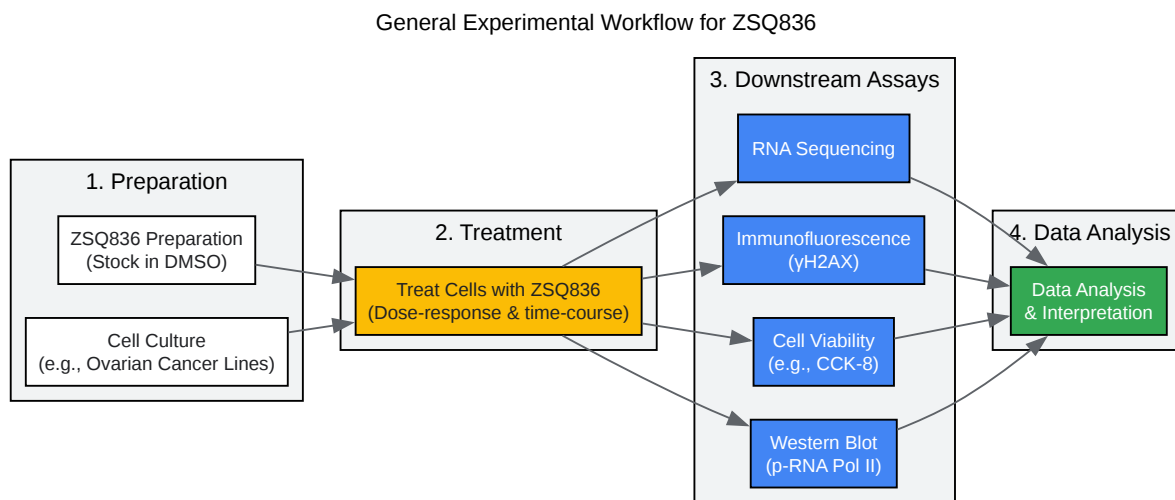 General Experimental Workflow for ZSQ836
1. Preparation
ZSQ836 Preparation
(Stock in DMSO)
Cell Culture
(e.g., Ovarian Cancer Lines)
2. Treatment
Treat Cells with ZSQ836
(Dose-response & time-course)
3. Downstream Assays
RNA Sequencing
Immunofluorescence
(γH2AX)
Cell Viability
(e.g., CCK-8)
Western Blot
(p-RNA Pol II)
4. Data Analysis
Data Analysis
& Interpretation